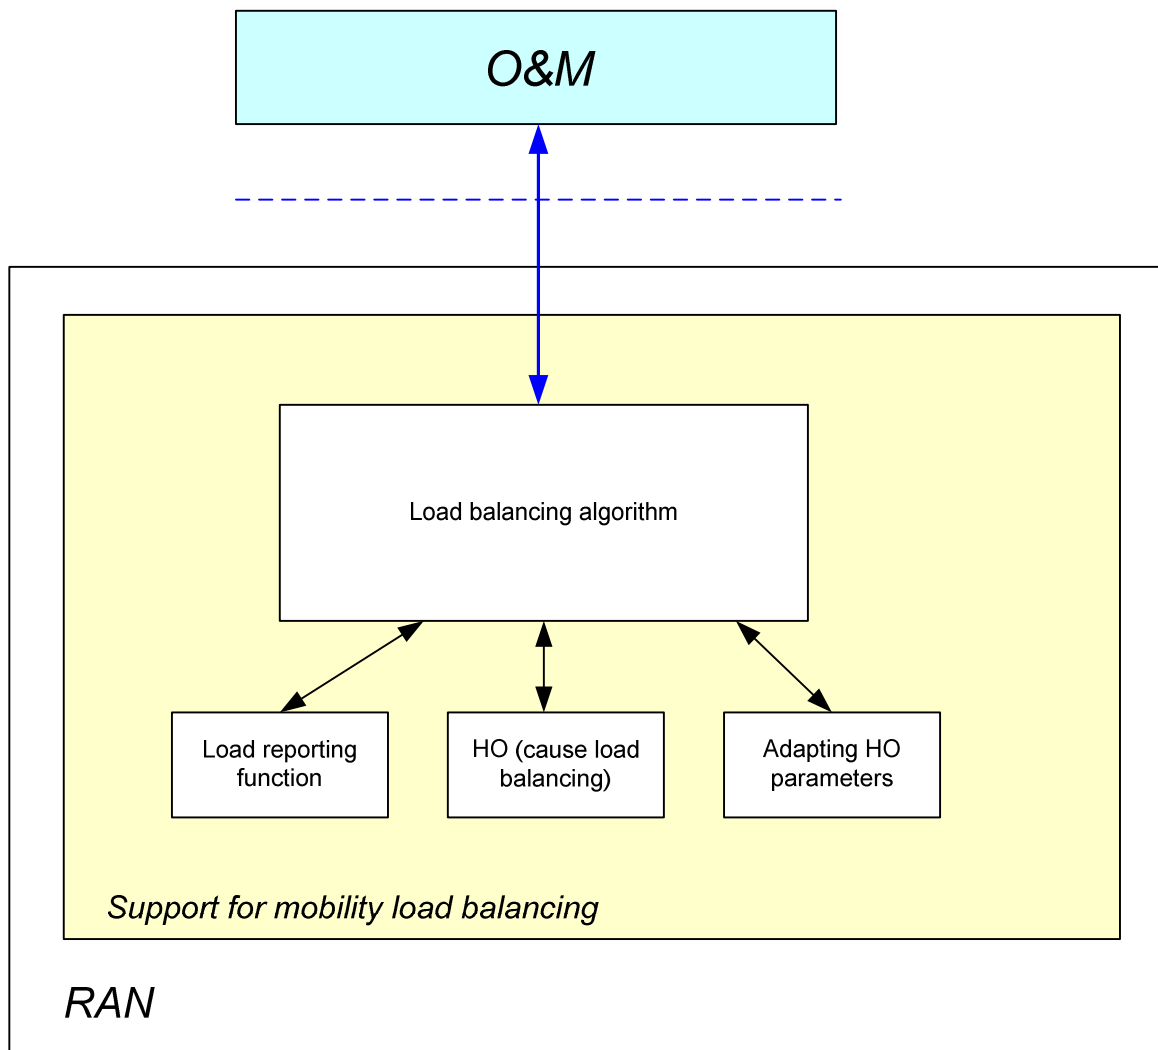 O&M
Load balancing algorithm
Load reporting
function
HO (cause load
balancing)
Adapting HO
parameters
Support for mobility load balancing
RAN